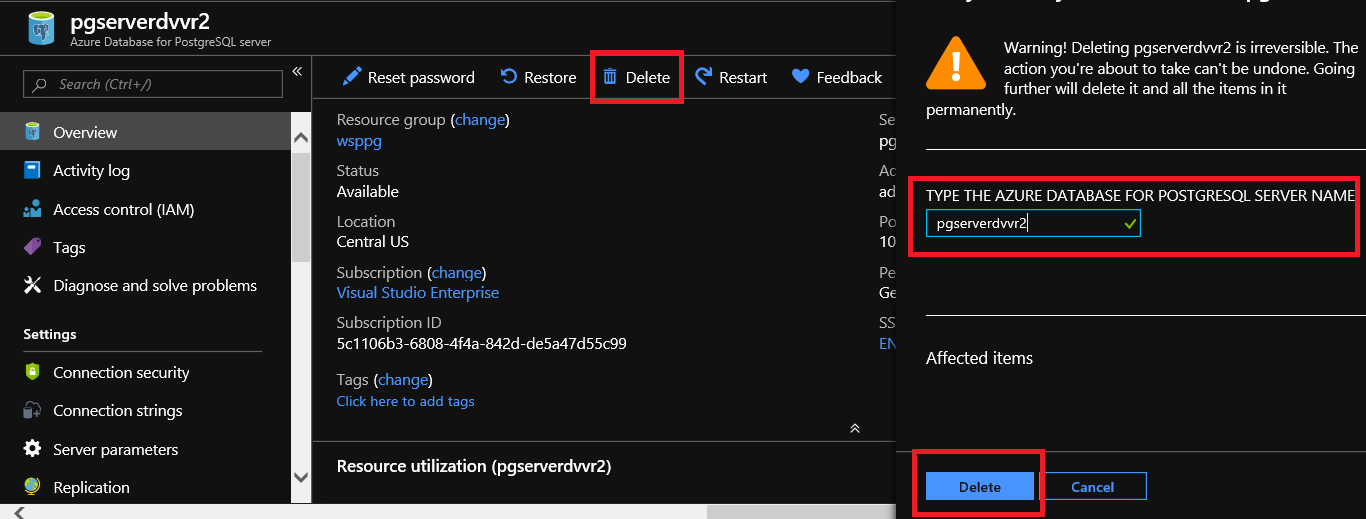 pgserverdvvr2
Azure Database for PostgreSQL server
Search (Ctrl+/)
Overview
Activity log
Access control (IAM)
Tags
Diagnose and solve problems
Settings
Connection security
Connection strings
Server parameters
Replication
Reset password
Restore
Delete
Restart
Feedback
Resource group (change)
wsppg
Status
Available
Location
Central US
Subscription (change)
Visual Studio Enterprise
Subscription ID
5c1106b3-6808-4f4a-842d-de5a47d55c99
Tags (change)
Click here to add tags
Se
pg
Ad
ad
Po
10
Pe
Ge
SS
EN
Resource utilization (pgserverdvvr2)
Warning! Deleting pgserverdvvr2 is irreversible. The
action you're about to take can't be undone. Going
further will delete it and all the items in it
permanently.
TYPE THE AZURE DATABASE FOR POSTGRESQL SERVER NAME
pgserverdvvr2
Affected items
Delete
Cancel